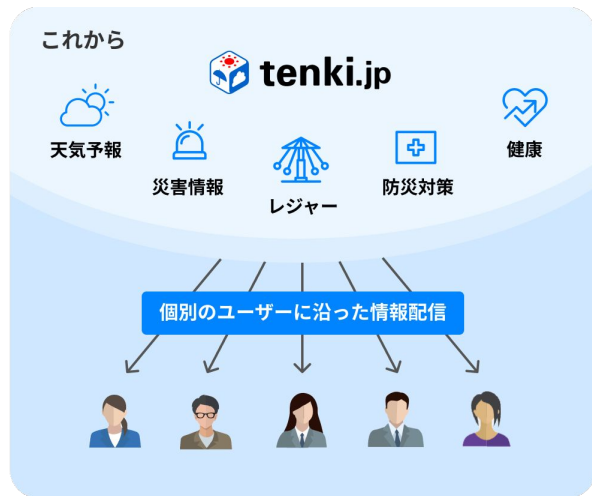 これから
tenki.jp
天気予報
災害情報
レジャー
防災対策
健康
個別のユーザーに沿った情報配信